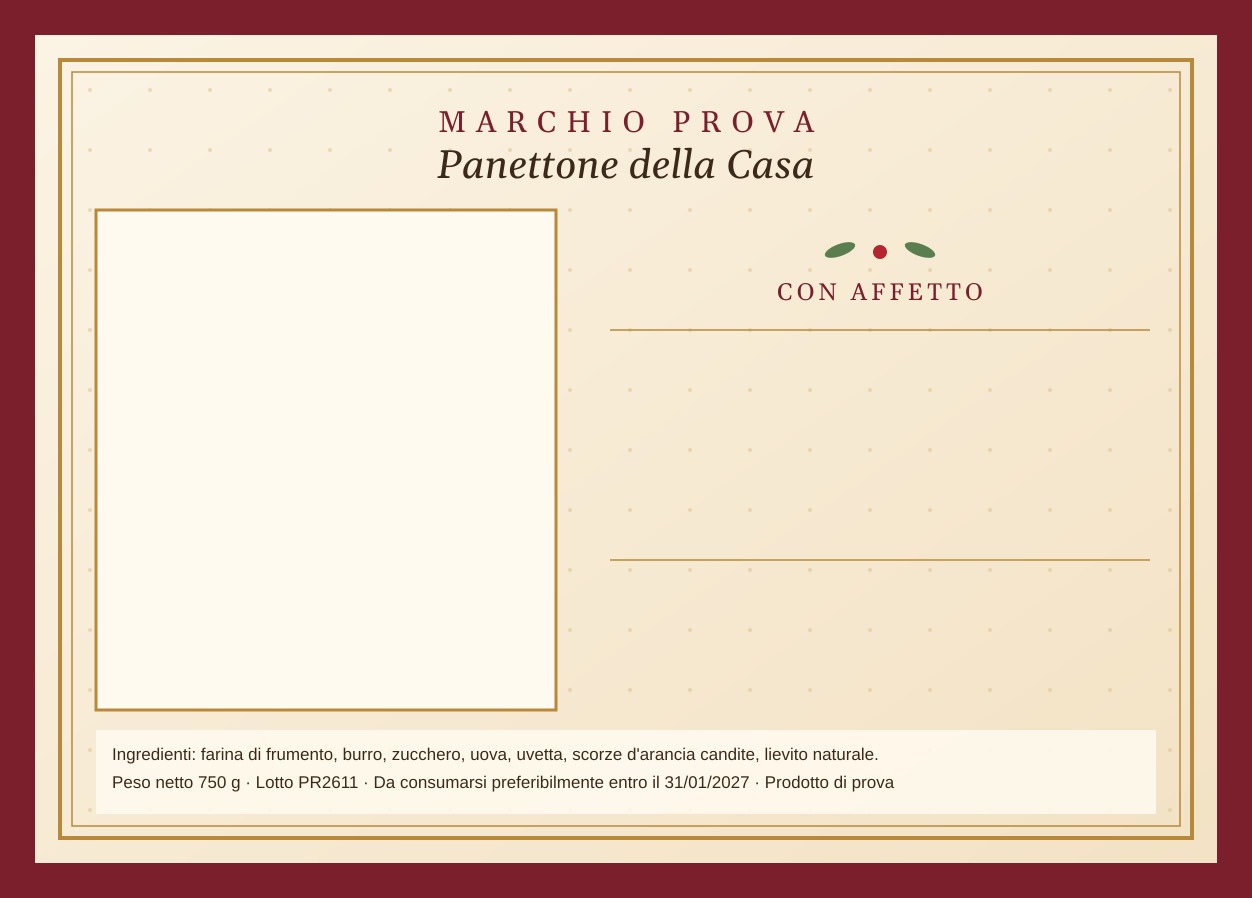 MARCHIO PROVA
Panettone della Casa
CON AFFETTO
Ingredienti: farina di frumento, burro, zucchero, uova, uvetta, scorze d'arancia candite, lievito naturale.
Peso netto 750 g · Lotto PR2611 · Da consumarsi preferibilmente entro il 31/01/2027 · Prodotto di prova